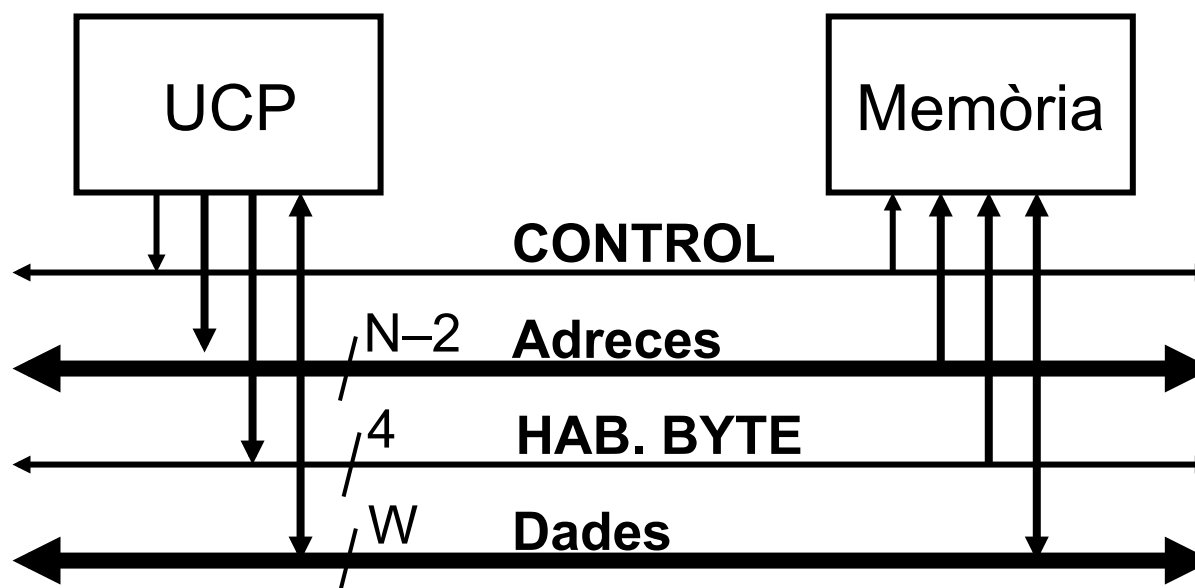 UCP
Memòria
CONTROL
N–2 Adreces
4 HAB. BYTE
W Dades